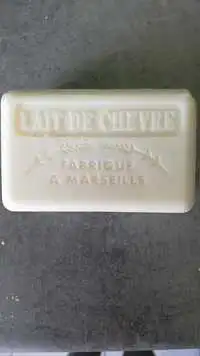 LAIT DE CHEVRE
FABRIQUÉ
A MARSEILLE